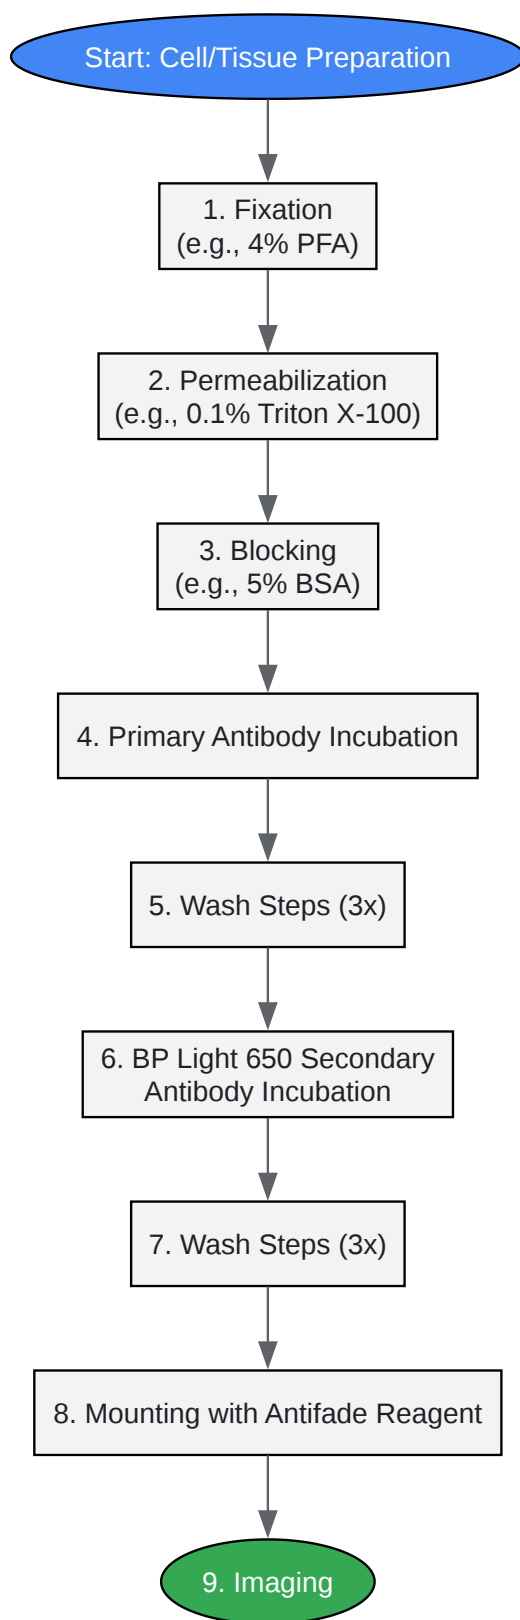 Start: Cell/Tissue Preparation
1. Fixation
(e.g., 4% PFA)
2. Permeabilization
(e.g., 0.1% Triton X-100)
3. Blocking
(e.g., 5% BSA)
4. Primary Antibody Incubation
5. Wash Steps (3x)
6. BP Light 650 Secondary
Antibody Incubation
7. Wash Steps (3x)
8. Mounting with Antifade Reagent
9. Imaging